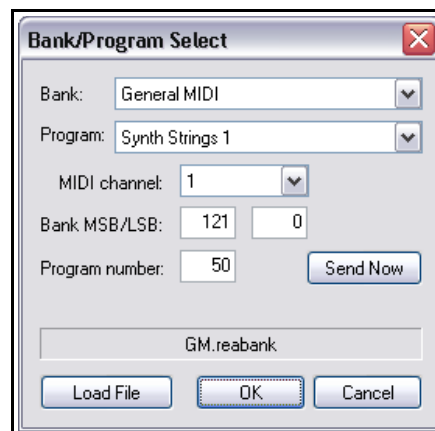 Bank/Program Select
Bank: General MIDI
Program: Synth Strings 1
MIDI channel: 1
Bank MSB/LSB: 121 0
Program number: 50 Send Now
GM.reabank
Load File OK Cancel